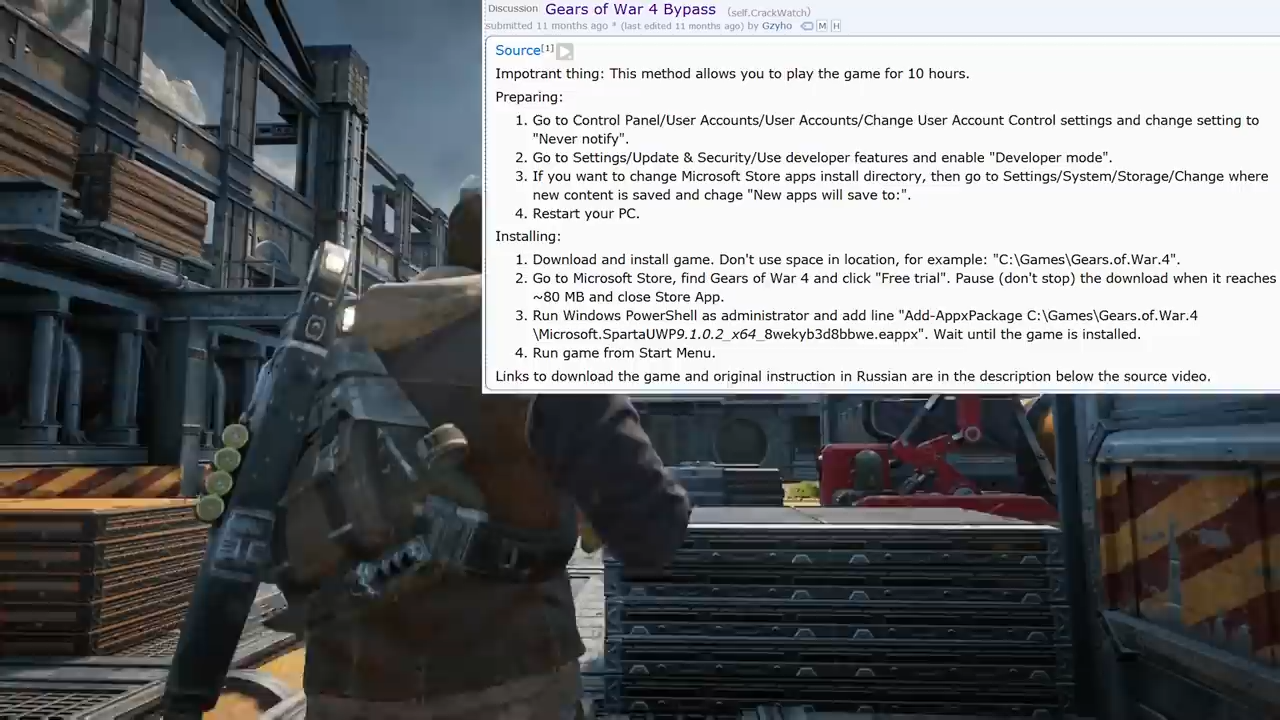 Discussion Gears of War 4 Bypass (self.CrackWatch)
submitted 11 months ago * (last edited 11 months ago) by Gzyho M H
Source[1]
Impotrant thing: This method allows you to play the game for 10 hours.
Preparing:
1. Go to Control Panel/User Accounts/User Accounts/Change User Account Control settings and change setting to
"Never notify".
2. Go to Settings/Update & Security/Use developer features and enable "Developer mode".
3. If you want to change Microsoft Store apps install directory, then go to Settings/System/Storage/Change where
new content is saved and chage "New apps will save to:".
4. Restart your PC.
Installing:
1. Download and install game. Don't use space in location, for example: "C:\Games\Gears.of.War.4".
2. Go to Microsoft Store, find Gears of War 4 and click "Free trial". Pause (don't stop) the download when it reaches
~80 MB and close Store App.
3. Run Windows PowerShell as administrator and add line "Add-AppxPackage C:\Games\Gears.of.War.4
\Microsoft.SpartaUWP9.1.0.2_x64_8wekyb3d8bbwe.eappx". Wait until the game is installed.
4. Run game from Start Menu.
Links to download the game and original instruction in Russian are in the description below the source video.